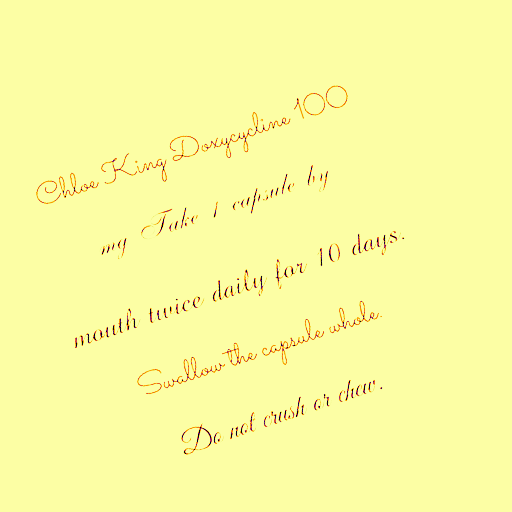 Chloe King Doxycycline 100
my Take 1 capsule by
mouth twice daily for 10 days.
Swallow the capsule whole.
Do not crush or chew.